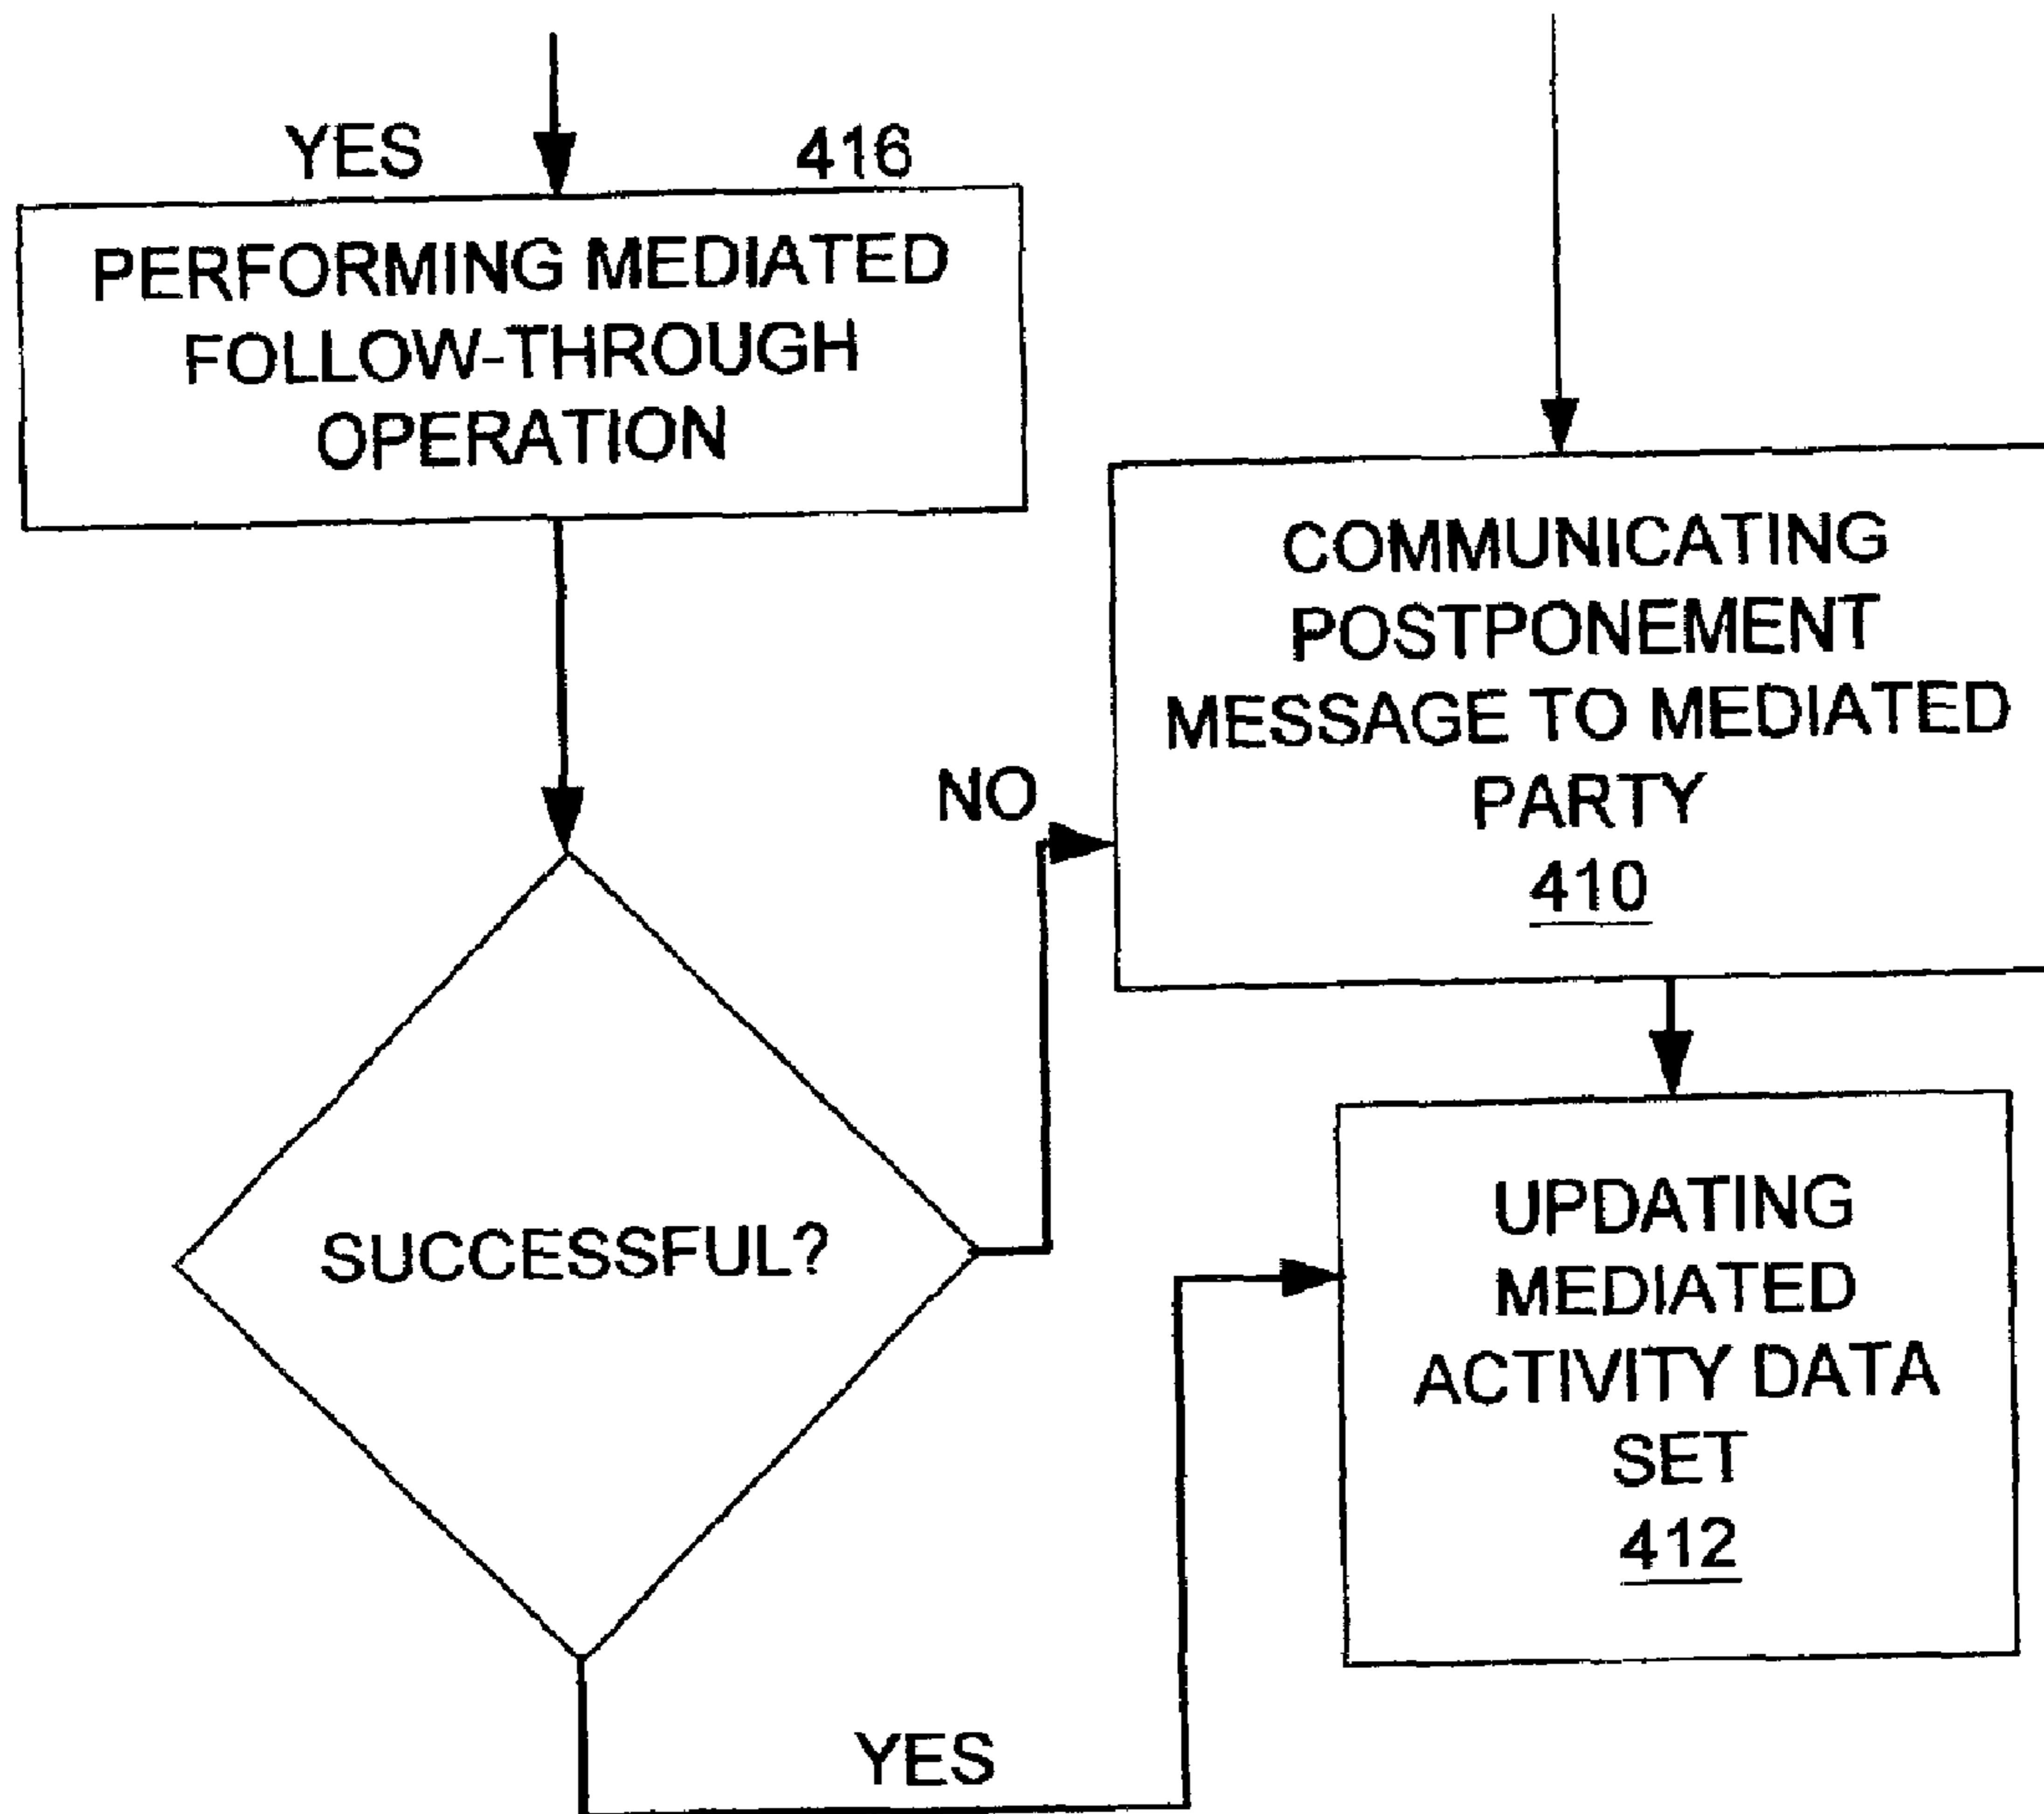 YES
416
PERFORMING MEDIATED
FOLLOW-THROUGH
OPERATION
COMMUNICATING
POSTPONEMENT
MESSAGE TO MEDIATED
PARTY
410
NO
SUCCESSFUL?
UPDATING
MEDIATED
ACTIVITY DATA
SET
412
YES